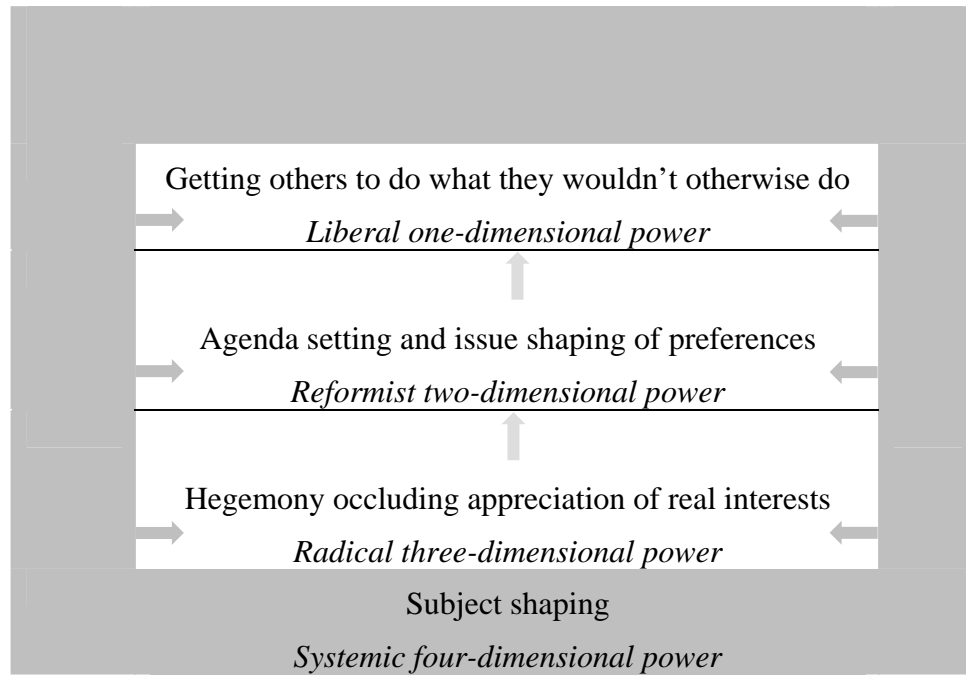 Getting others to do what they wouldn’t otherwise do
Liberal one-dimensional power
Agenda setting and issue shaping of preferences
Reformist two-dimensional power
Hegemony occluding appreciation of real interests
Radical three-dimensional power
Subject shaping
Systemic four-dimensional power